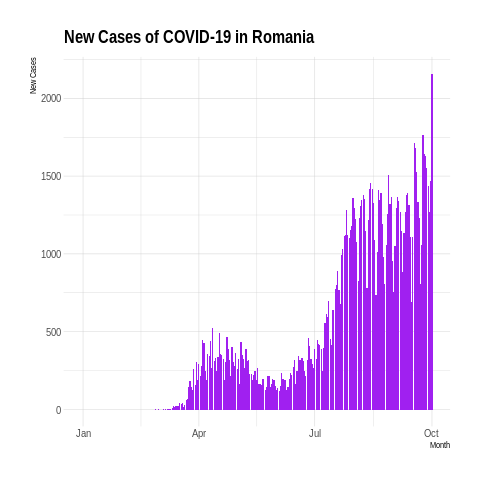 New Cases of COVID-19 in Romania
New Cases
2000
1500
1000
500
0
Jan Apr Jul Oct
Month